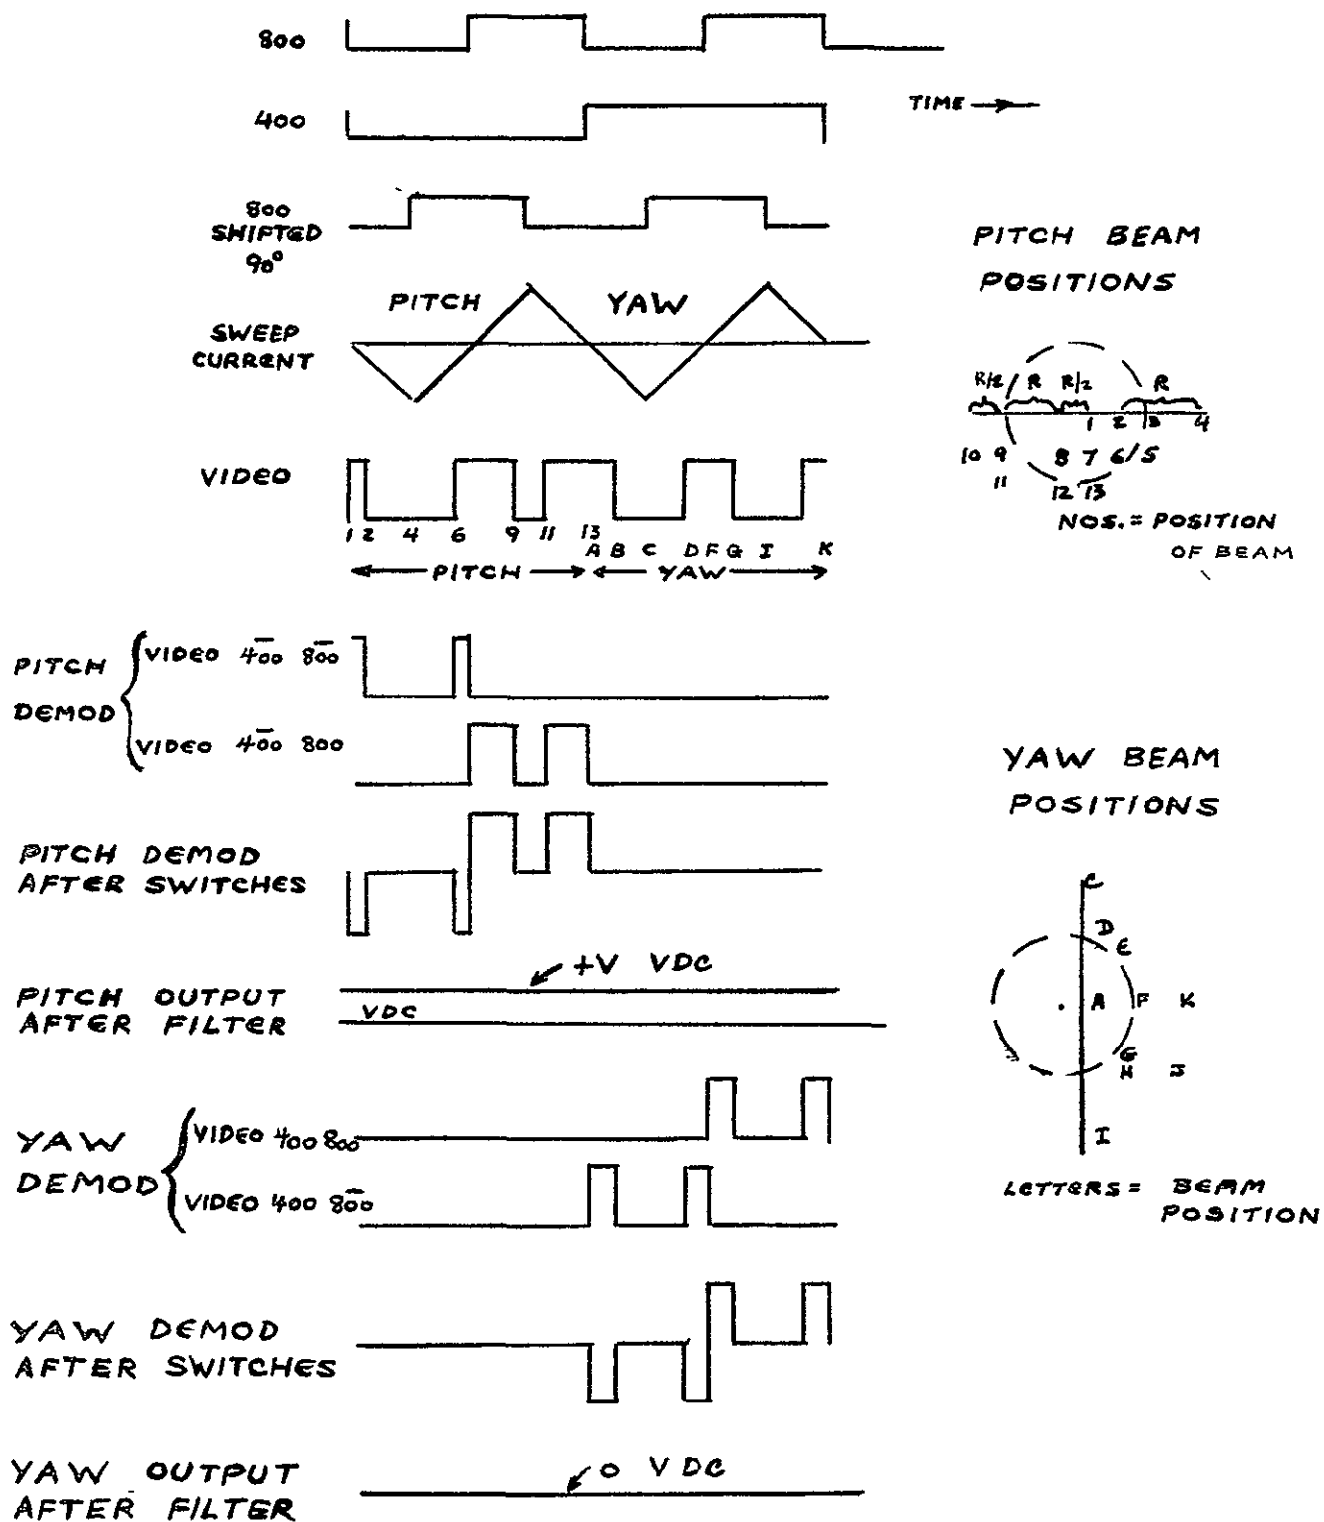 800
400
TIME
800
SHIFTED
90°
PITCH YAW
SWEEP
CURRENT
VIDEO
1 2 4 6 9 11 13
A B C D F G I K
PITCH YAW
PITCH BEAM
POSITIONS
R/2 R R/2 R
1 2 3 4
10 9 8 7 6/5
11 12 13
NOS. = POSITION
OF BEAM
PITCH
DEMOD
VIDEO 4̅00 8̅00
VIDEO 4̅00 800
PITCH DEMOD
AFTER SWITCHES
+V VDC
PITCH OUTPUT
AFTER FILTER
VDC
YAW BEAM
POSITIONS
C
D
E
A F K
G
H J
I
LETTERS = BEAM
POSITION
YAW
DEMOD
VIDEO 400 800
VIDEO 400 8̅00
YAW DEMOD
AFTER SWITCHES
YAW OUTPUT
AFTER FILTER
0 VDC